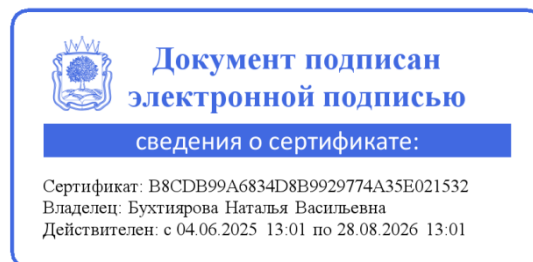 Документ подписан
электронной подписью
сведения о сертификате:
Сертификат: B8CDB99A6834D8B9929774A35E021532
Владелец: Бухтиярова Наталья Васильевна
Действителен: с 04.06.2025 13:01 по 28.08.2026 13:01